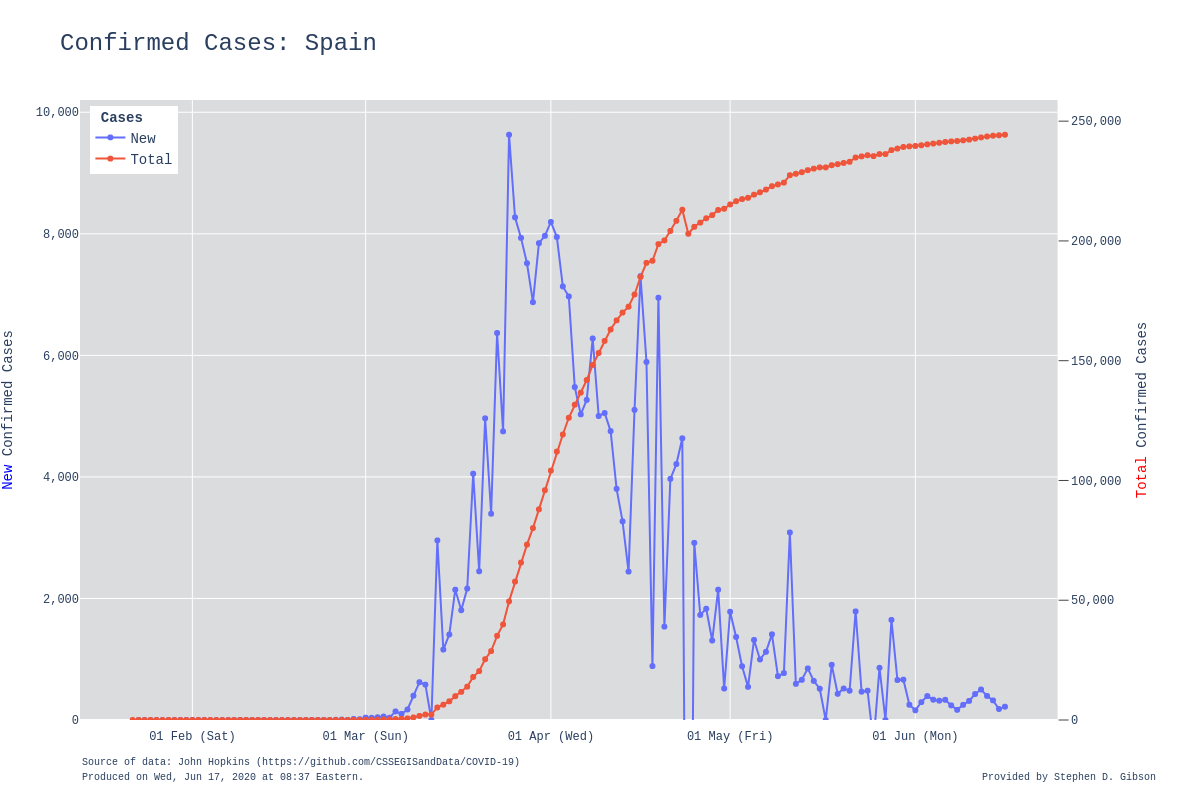 Confirmed Cases: Spain
Cases
New
Total
10,000
8,000
6,000
4,000
2,000
0
250,000
200,000
150,000
100,000
50,000
0
New Confirmed Cases
Total Confirmed Cases
01 Feb (Sat)
01 Mar (Sun)
01 Apr (Wed)
01 May (Fri)
01 Jun (Mon)
Source of data: John Hopkins (https://github.com/CSSEGISandData/COVID-19)
Produced on Wed, Jun 17, 2020 at 08:37 Eastern.
Provided by Stephen D. Gibson